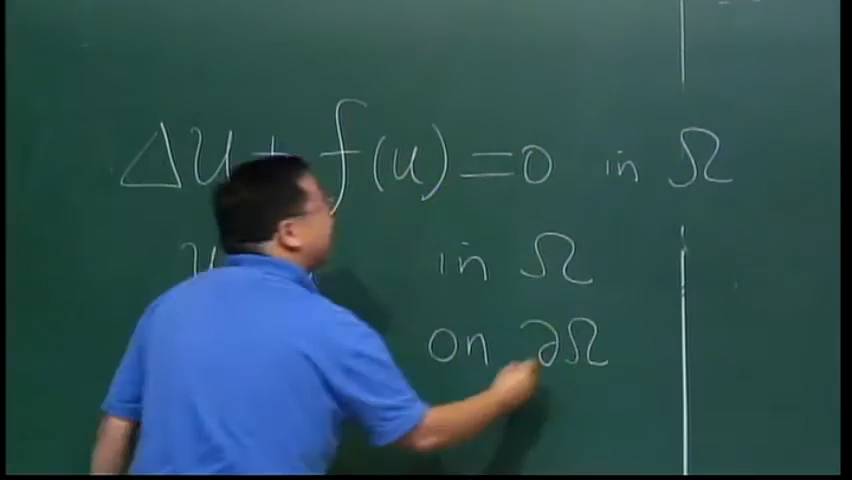 Δu + f(u) = 0 in Ω
u in Ω
on ∂Ω